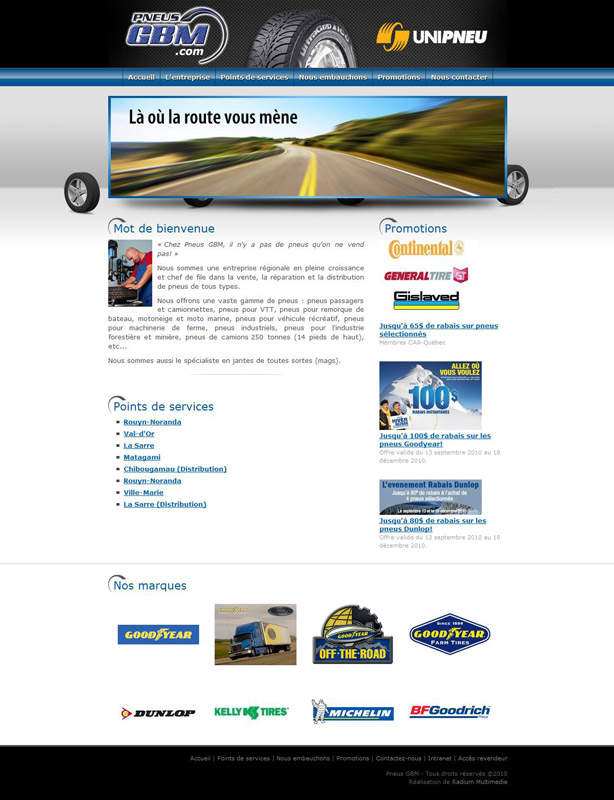 PNEUS
GBM
.com
UNIPNEU
Accueil
L'entreprise
Points de services
Nous embauchons
Promotions
Nous contacter
Là où la route vous mène
Mot de bienvenue
« Chez Pneus GBM, il n'y a pas de pneus qu'on ne vend
pas! »
Nous sommes une entreprise régionale en pleine croissance
et chef de file dans la vente, la réparation et la distribution
de pneus de tous types.
Nous offrons une vaste gamme de pneus : pneus passagers
et camionnettes, pneus pour VTT, pneus pour remorque de
bateau, motoneige et moto marine, pneus pour véhicule récréatif, pneus
pour machinerie de ferme, pneus industriels, pneus pour l'industrie
forestière et minière, pneus de camions 250 tonnes (14 pieds de haut),
etc...
Nous sommes aussi le spécialiste en jantes de toutes sortes (mags).
Points de services
Rouyn-Noranda
Val-d'Or
La Sarre
Matagami
Chibougamau (Distribution)
Rouyn-Noranda
Ville-Marie
La Sarre (Distribution)
Promotions
Continental
GENERAL TIRE
Gislaved
Jusqu'à 65$ de rabais sur pneus
sélectionnés
Membres CAA-Québec
ALLEZ OÙ
VOUS VOULEZ
100$
RABAIS INSTANTANÉS
HIVER
Jusqu'à 100$ de rabais sur les
pneus Goodyear!
Offre valide du 13 septembre 2010 au 18
décembre 2010.
L'evenement Rabais Dunlop
Jusqu'à 80$ de rabais à l'achat de
4 pneus sélectionnés
Jusqu'à 80$ de rabais sur les
pneus Dunlop!
Offre valide du 13 septembre 2010 au 18
décembre 2010.
Nos marques
GOODYEAR
GOODYEAR
OFF-THE-ROAD
SINCE 1898
GOODYEAR
FARM TIRES
DUNLOP
KELLY TIRES
MICHELIN
BFGoodrich
Accueil | Points de services | Nous embauchons | Promotions | Contactez-nous | Intranet | Accès revendeur
Pneus GBM - Tous droits réservés ©2010
Réalisation de Radium Multimedia